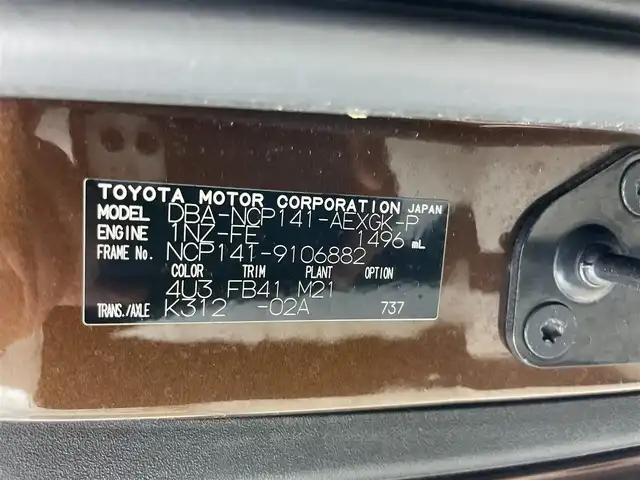 TOYOTA MOTOR CORPORATION JAPAN
MODEL DBA-NCP141-AEXGK-P
ENGINE 1NZ-FE 1496 mL
FRAME No. NCP141-9106882
COLOR TRIM PLANT OPTION
4U3 FB41 M21
TRANS./AXLE K312 -02A 737